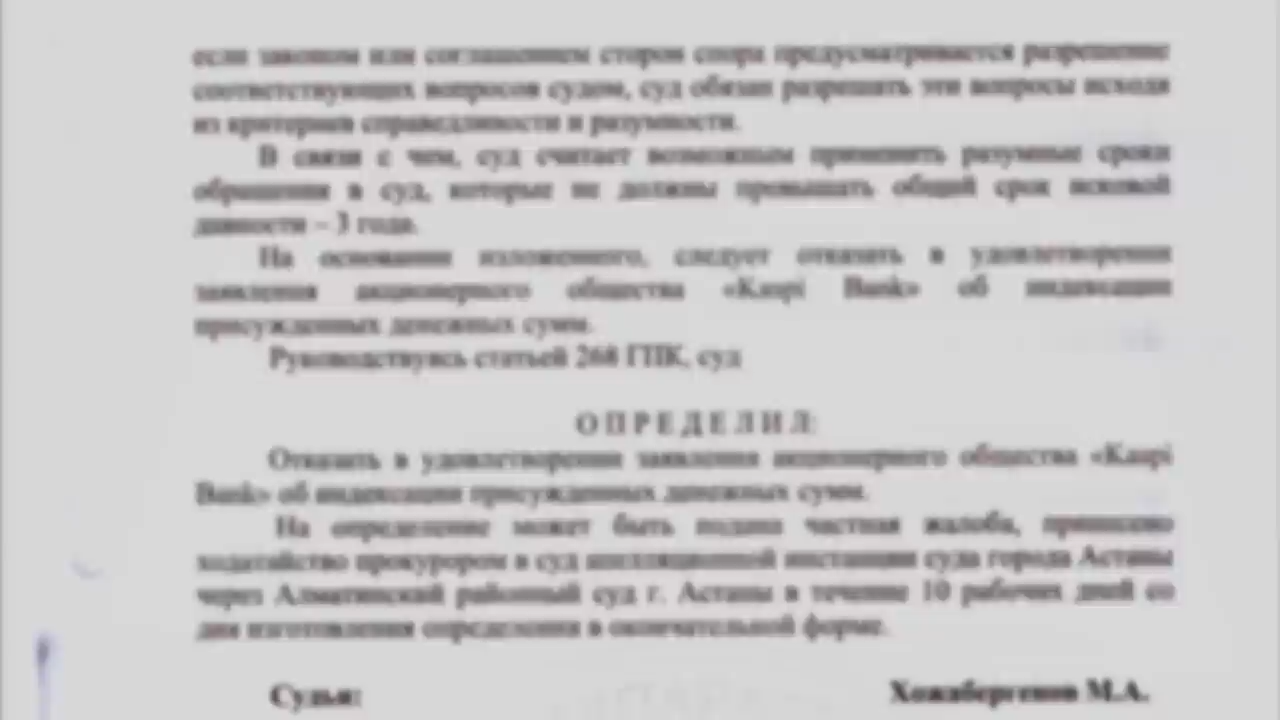 если законом или соглашением сторон спора предусматривается разрешение
соответствующих вопросов судом, суд обязан разрешать эти вопросы исходя
из критериев справедливости и разумности.
В связи с чем, суд считает возможным применить разумные сроки
обращения в суд, которые не должны превышать общий срок исковой
давности – 3 года.
На основании изложенного, следует отказать в удовлетворении
заявления акционерного общества «Kaspi Bank» об индексации
присужденных денежных сумм.
Руководствуясь статьей 268 ГПК, суд
О П Р Е Д Е Л И Л:
Отказать в удовлетворении заявления акционерного общества «Kaspi
Bank» об индексации присужденных денежных сумм.
На определение может быть подана частная жалоба, принесено
ходатайство прокурором в суд апелляционной инстанции суда города Астаны
через Алматинский районный суд г. Астаны в течение 10 рабочих дней со
дня изготовления определения в окончательной форме.
Судья: Хожабергенов М.А.